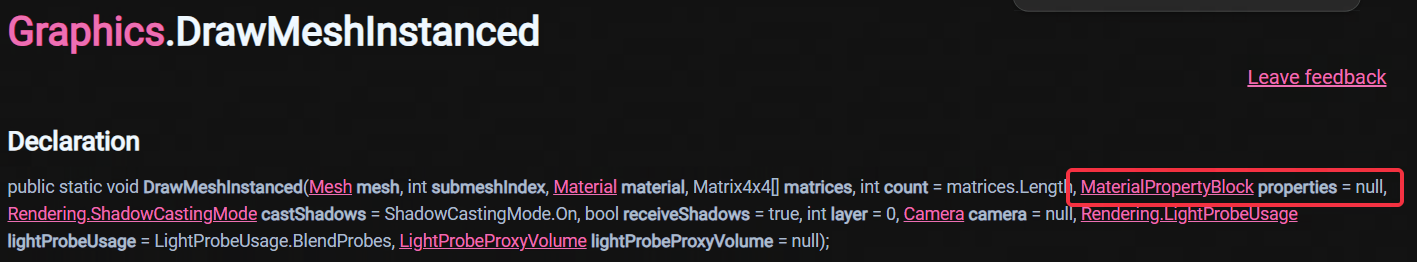 Graphics.DrawMeshInstanced
Leave feedback
Declaration
public static void DrawMeshInstanced(Mesh mesh, int submeshIndex, Material material, Matrix4x4[] matrices, int count = matrices.Length, MaterialPropertyBlock properties = null,
Rendering.ShadowCastingMode castShadows = ShadowCastingMode.On, bool receiveShadows = true, int layer = 0, Camera camera = null, Rendering.LightProbeUsage
lightProbeUsage = LightProbeUsage.BlendProbes, LightProbeProxyVolume lightProbeProxyVolume = null);